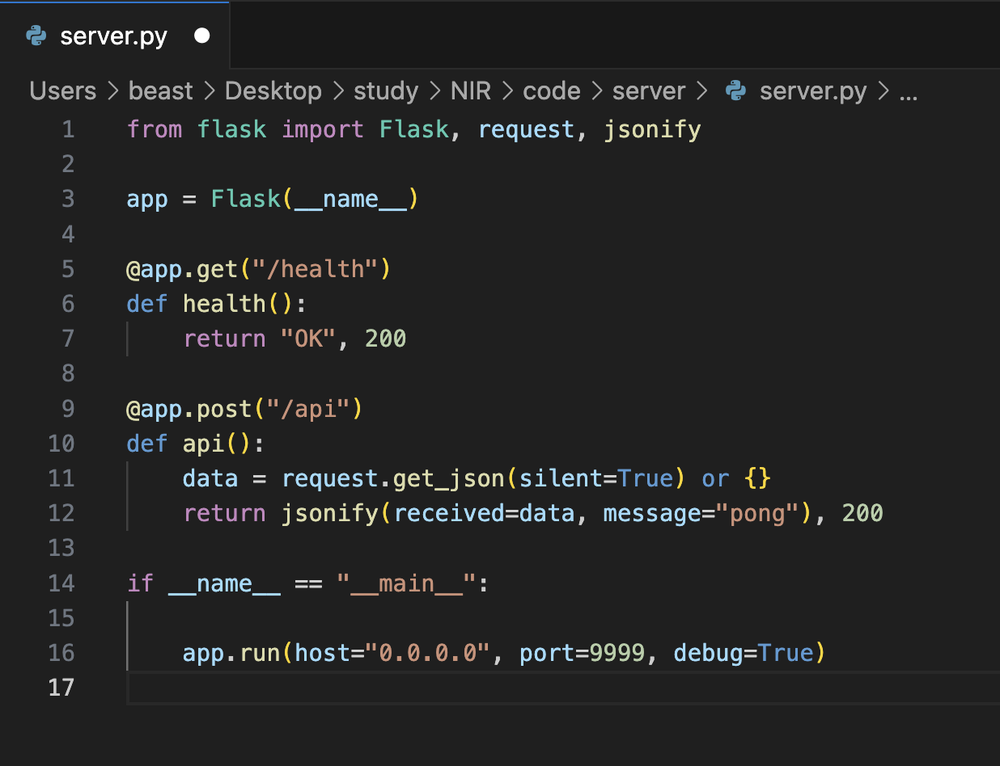 server.py
Users > beast > Desktop > study > NIR > code > server > server.py > ...
1 from flask import Flask, request, jsonify
2
3 app = Flask(__name__)
4
5 @app.get("/health")
6 def health():
7     return "OK", 200
8
9 @app.post("/api")
10 def api():
11     data = request.get_json(silent=True) or {}
12     return jsonify(received=data, message="pong"), 200
13
14 if __name__ == "__main__":
15
16     app.run(host="0.0.0.0", port=9999, debug=True)
17